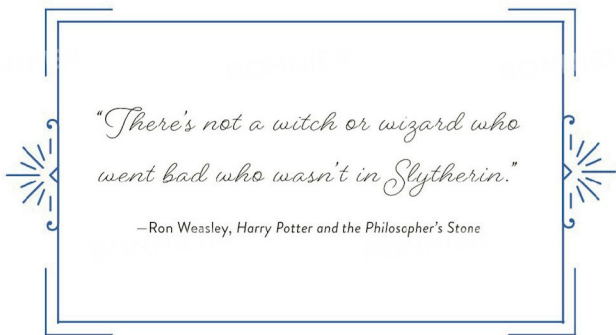 “There's not a witch or wizard who
went bad who wasn't in Slytherin.”
—Ron Weasley, Harry Potter and the Philosopher's Stone